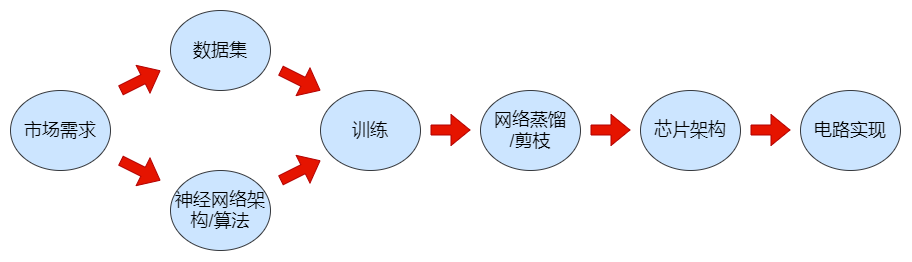 市场需求
数据集
神经网络架
构/算法
训练
网络蒸馏
/剪枝
芯片架构
电路实现